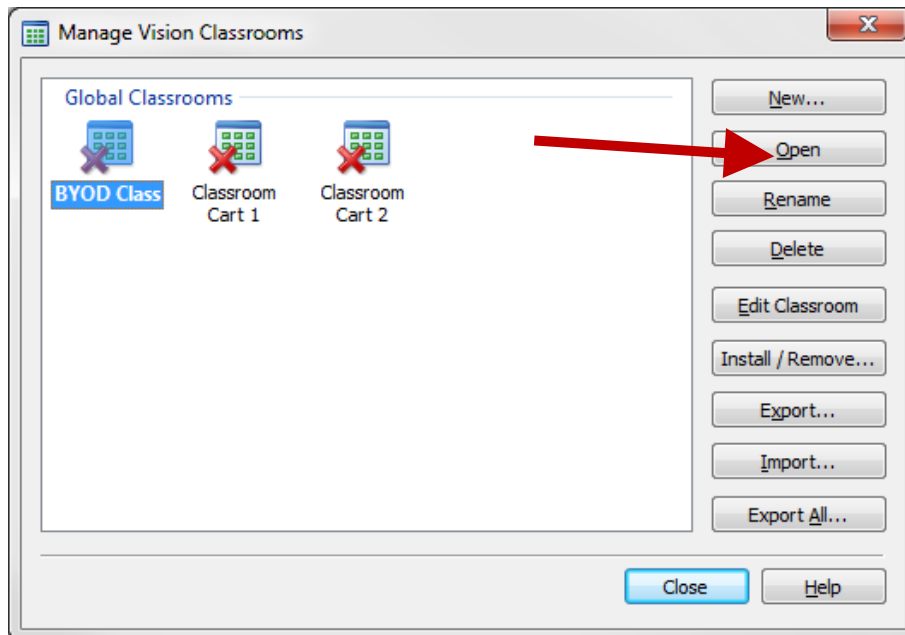 Manage Vision Classrooms
Global Classrooms
BYOD Class
Classroom
Cart 1
Classroom
Cart 2
New...
Open
Rename
Delete
Edit Classroom
Install / Remove...
Export...
Import...
Export All...
Close
Help